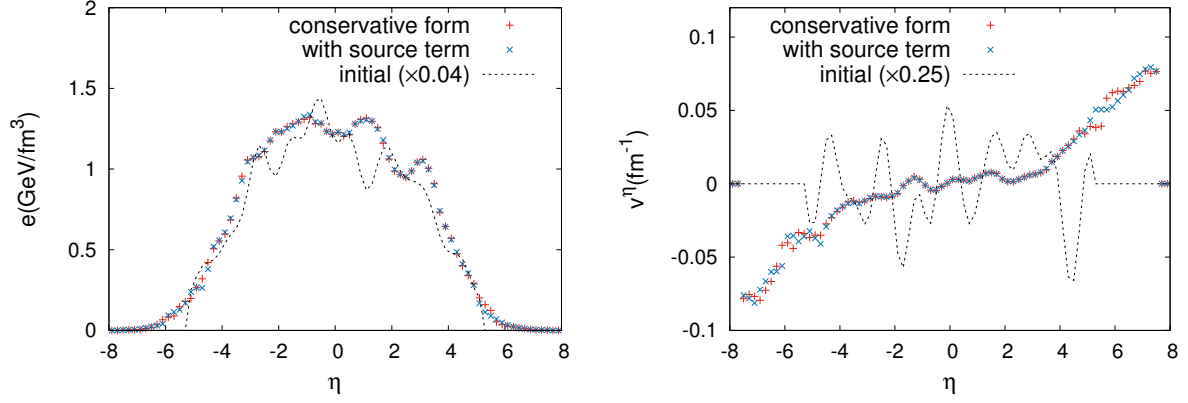 conservative form
with source term
initial (×0.04)
e(GeV/fm³)
2
1.5
1
0.5
0
-8 -6 -4 -2 0 2 4 6 8
η
conservative form
with source term
initial (×0.25)
v^η(fm⁻¹)
0.1
0.05
0
-0.05
-0.1
-8 -6 -4 -2 0 2 4 6 8
η